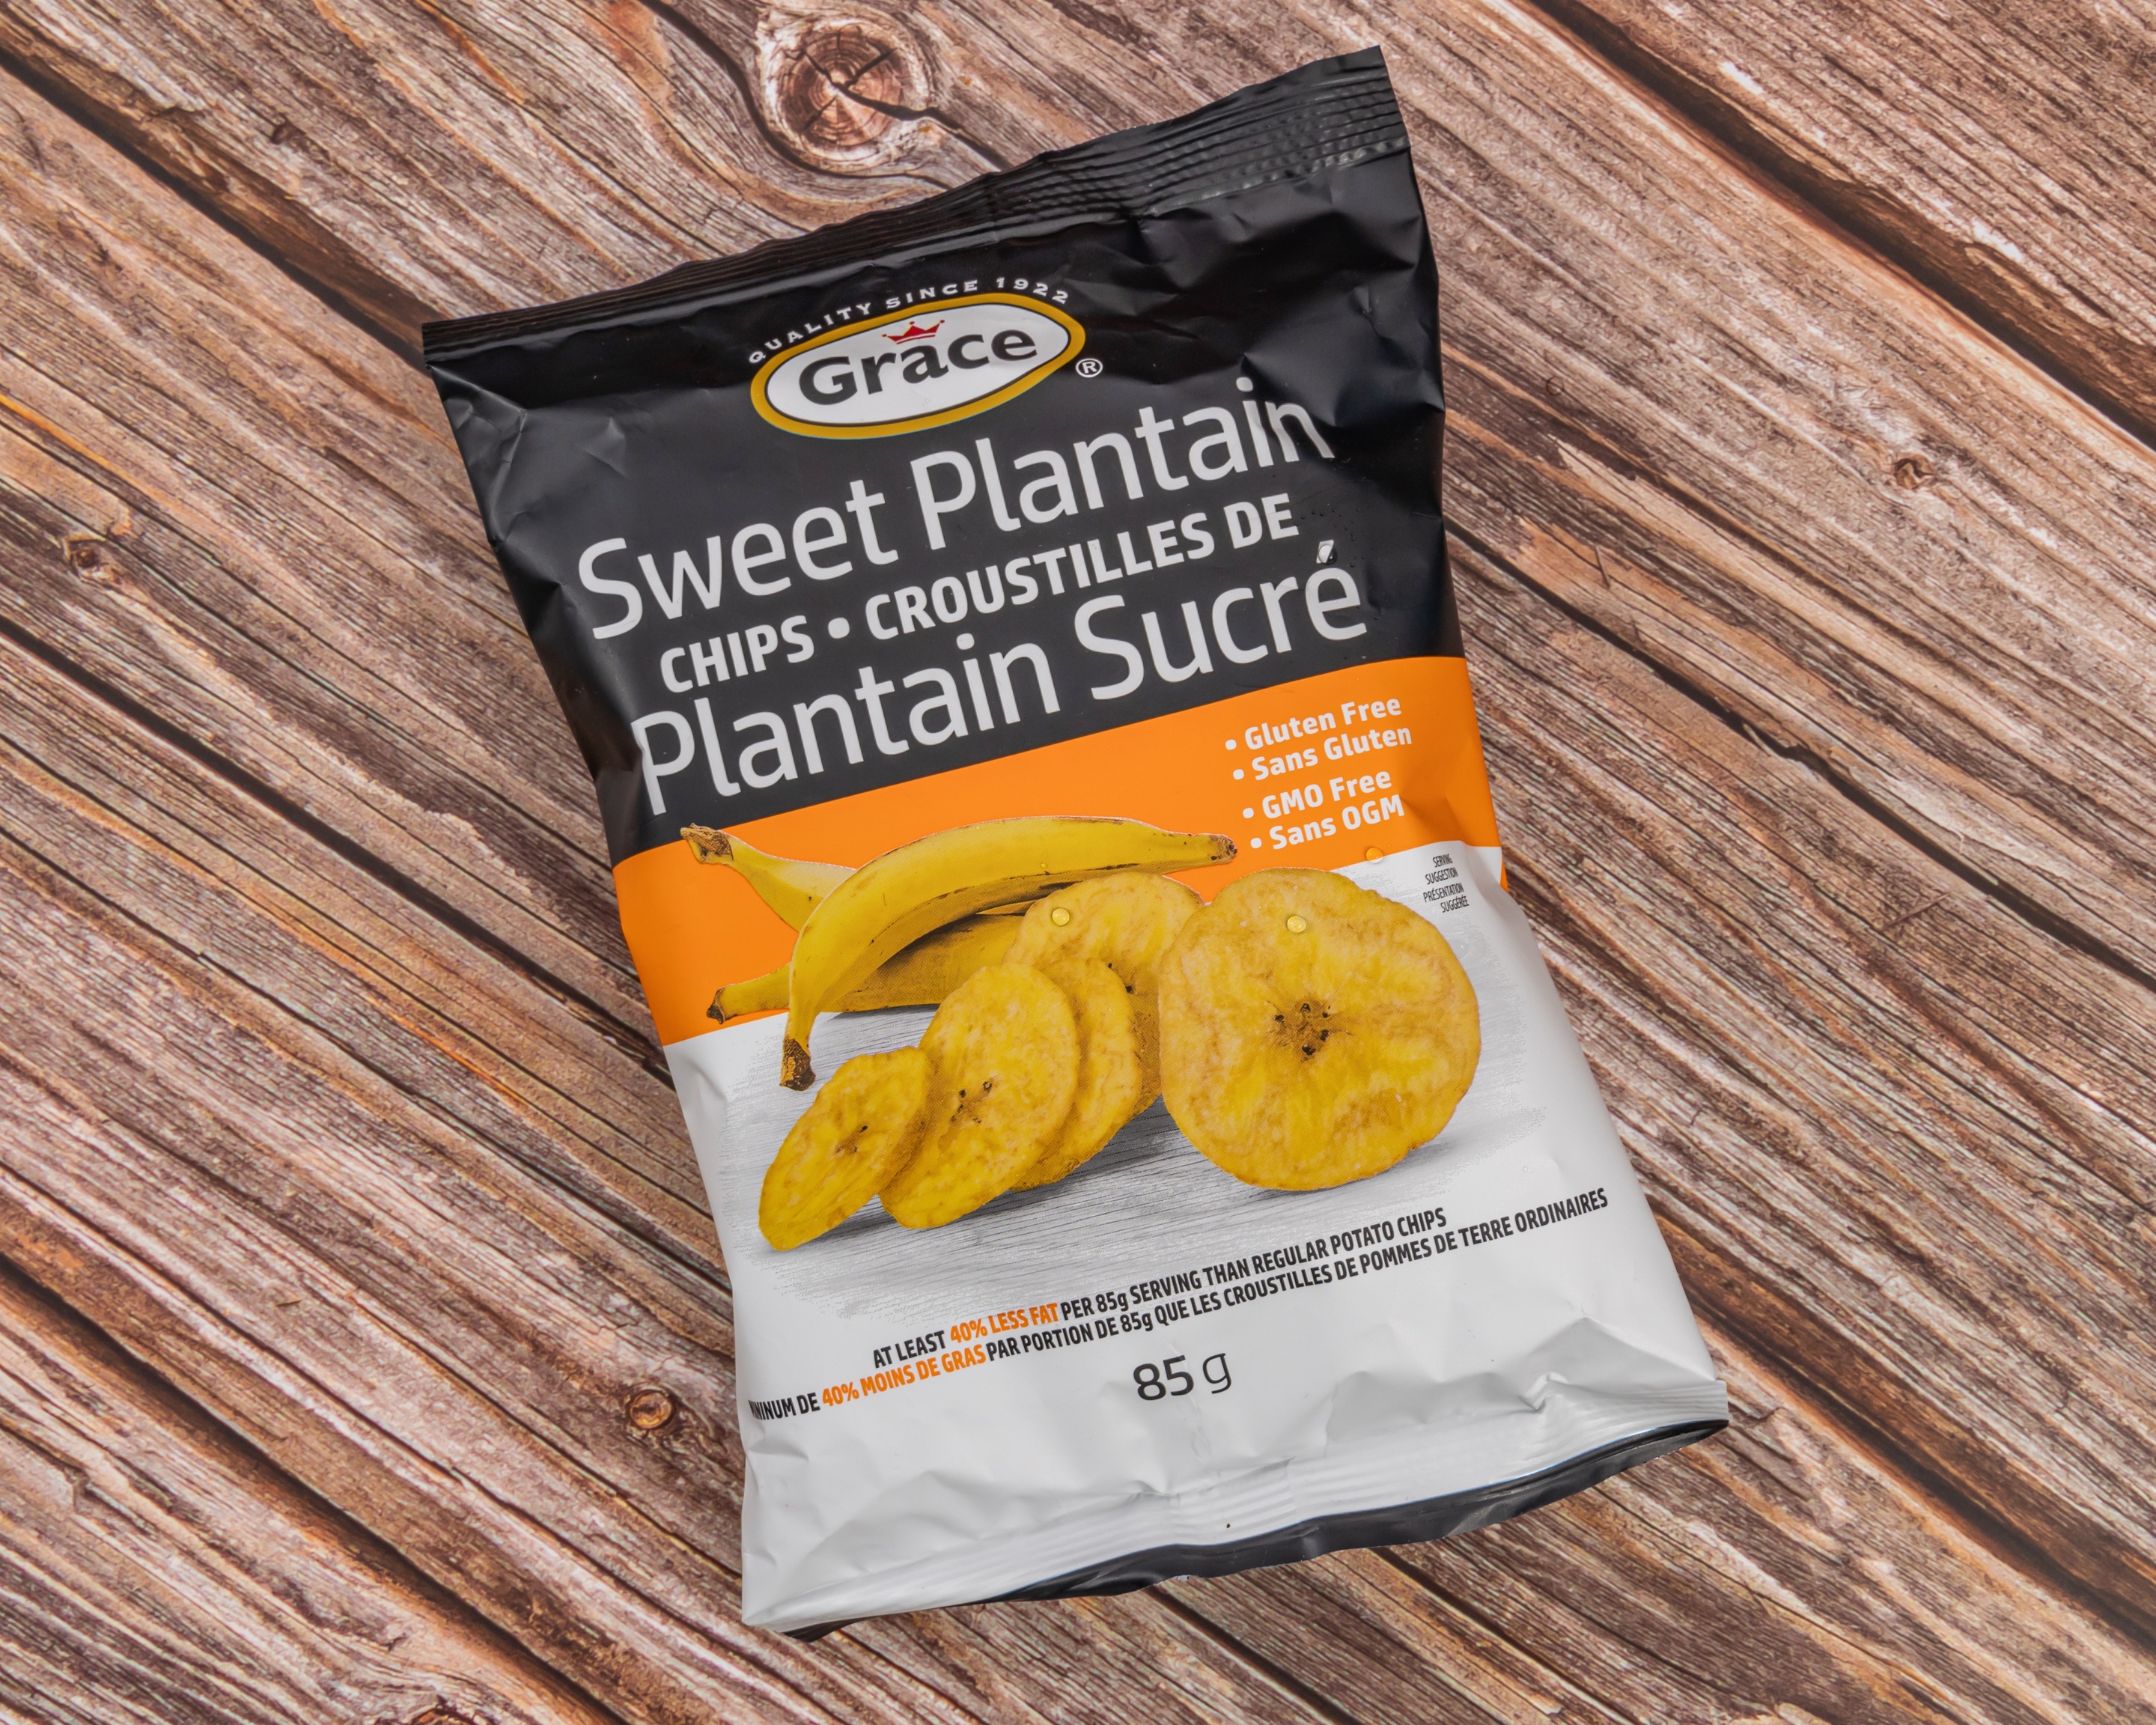 QUALITY SINCE 1922
Grace ®
Sweet Plantain
CHIPS • CROUSTILLES DE
Plantain Sucré
• Gluten Free
• Sans Gluten
• GMO Free
• Sans OGM
SERVING
SUGGESTION
PRÉSENTATION
SUGGÉRÉE
AT LEAST 40% LESS FAT PER 85g SERVING THAN REGULAR POTATO CHIPS
DE 40% MOINS DE GRAS PAR PORTION DE 85g QUE LES CROUSTILLES DE POMMES DE TERRE ORDINAIRES
85 g